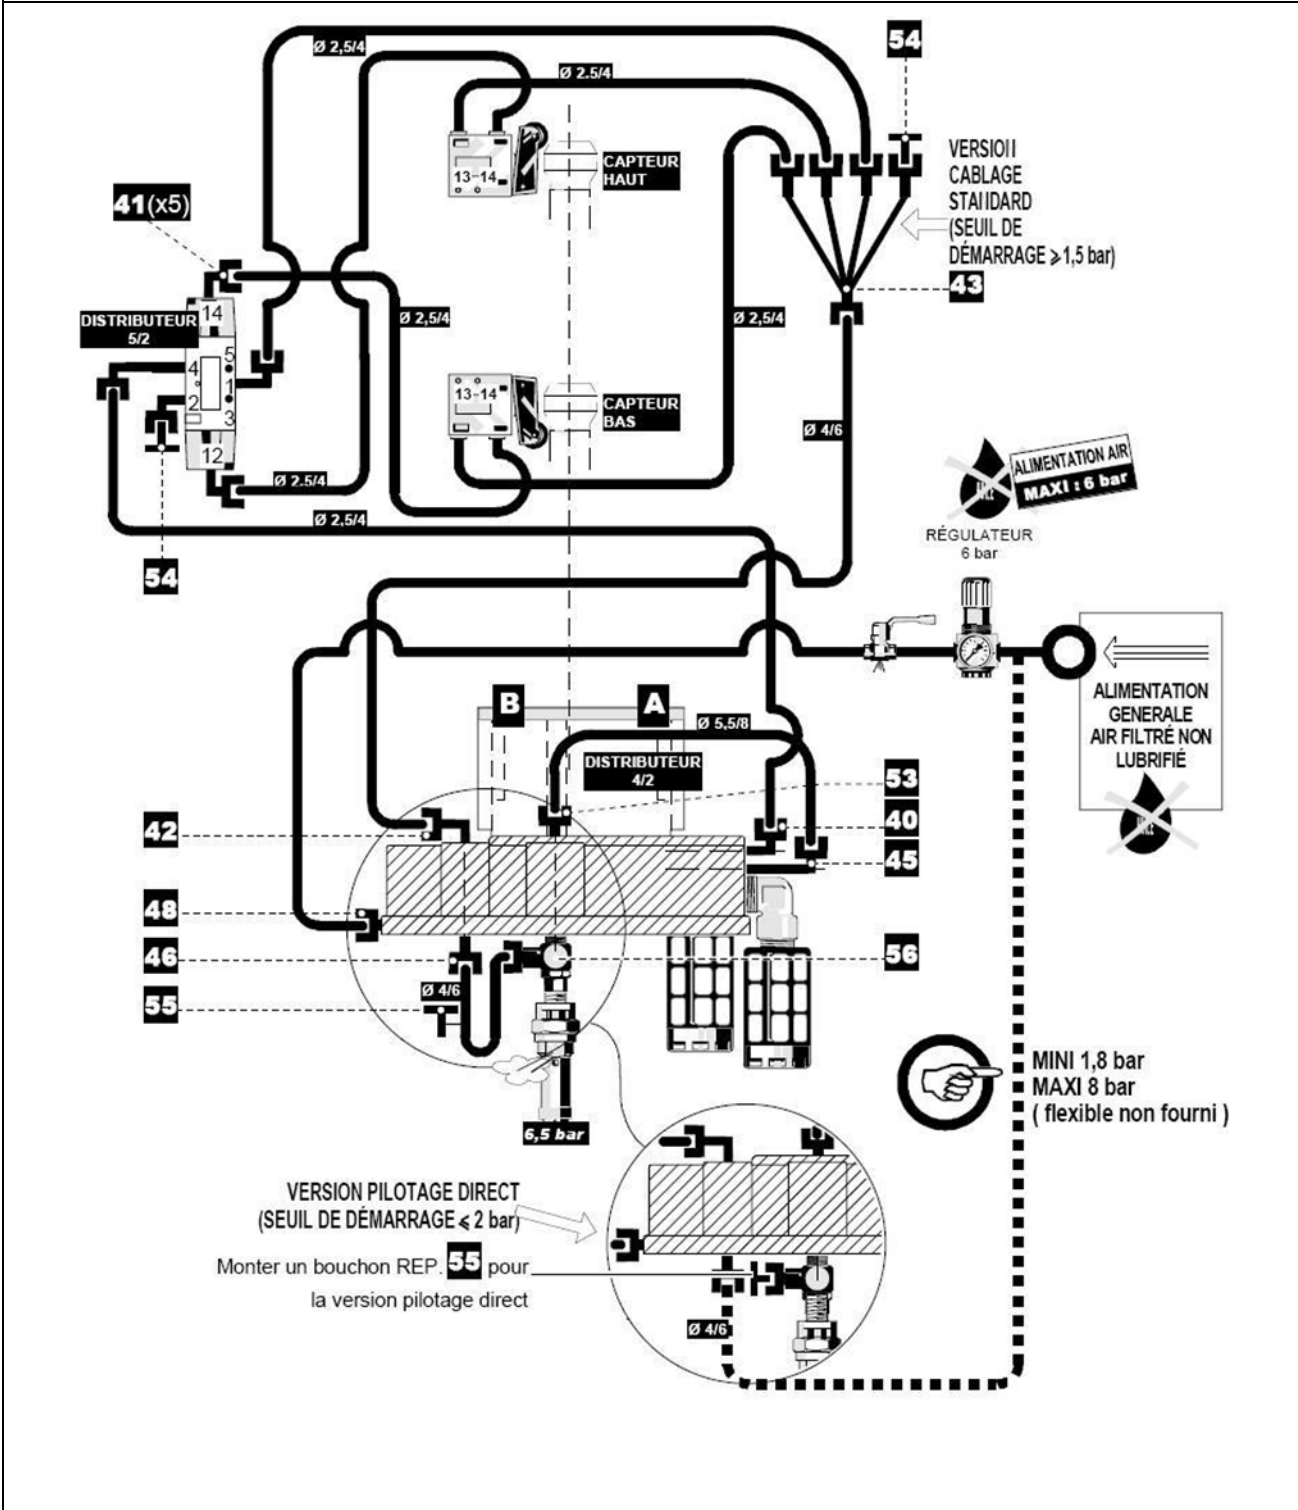 Ø 2,5/4
54
Ø 2.5/4
VERSIOII
CABLAGE
STAIIDARD
(SEUIL DE
DÉMARRAGE ⩾1,5 bar)
CAPTEUR
HAUT
13-14
41(x5)
43
14
DISTRIBUTEUR
5/2
Ø 2,5/4
Ø 2,5/4
5
4
1
2
3
12
13-14
CAPTEUR
BAS
Ø 4/6
Ø 2.5/4
Ø 2,5/4
54
ALIMENTATION AIR
MAXI : 6 bar
RÉGULATEUR
6 bar
ALIMENTATION
GENERALE
AIR FILTRÉ NON
LUBRIFIÉ
B
A
Ø 5,5/8
DISTRIBUTEUR
4/2
53
40
42
45
48
46
56
Ø 4/6
55
MINI 1,8 bar
MAXI 8 bar
( flexible non fourni )
6,5 bar
VERSION PILOTAGE DIRECT
(SEUIL DE DÉMARRAGE ⩽ 2 bar)
Monter un bouchon REP. 55 pour
la version pilotage direct
Ø 4/6